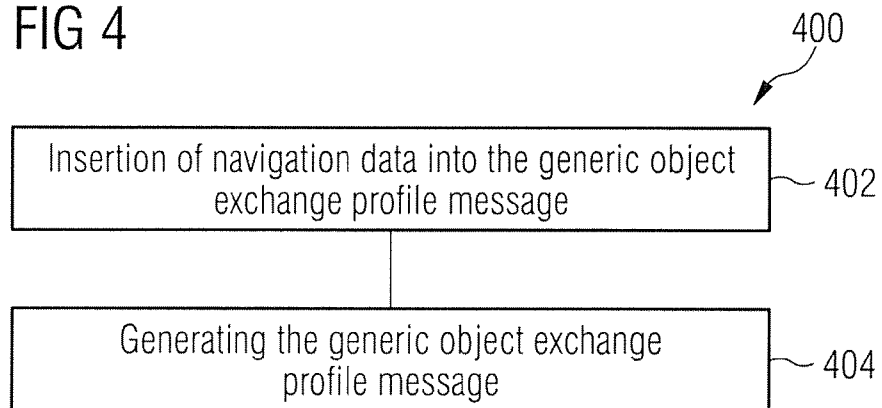 FIG 4
400
Insertion of navigation data into the generic object
exchange profile message
402
Generating the generic object exchange
profile message
404